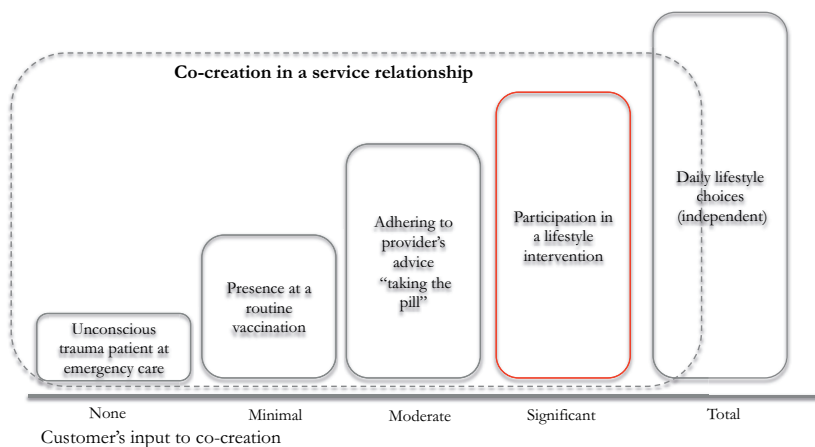 Co-creation in a service relationship
Unconscious
trauma patient at
emergency care
Presence at a
routine
vaccination
Adhering to
provider’s
advice
“taking the
pill”
Participation in
a lifestyle
intervention
Daily lifestyle
choices
(independent)
None
Minimal
Moderate
Significant
Total
Customer’s input to co-creation